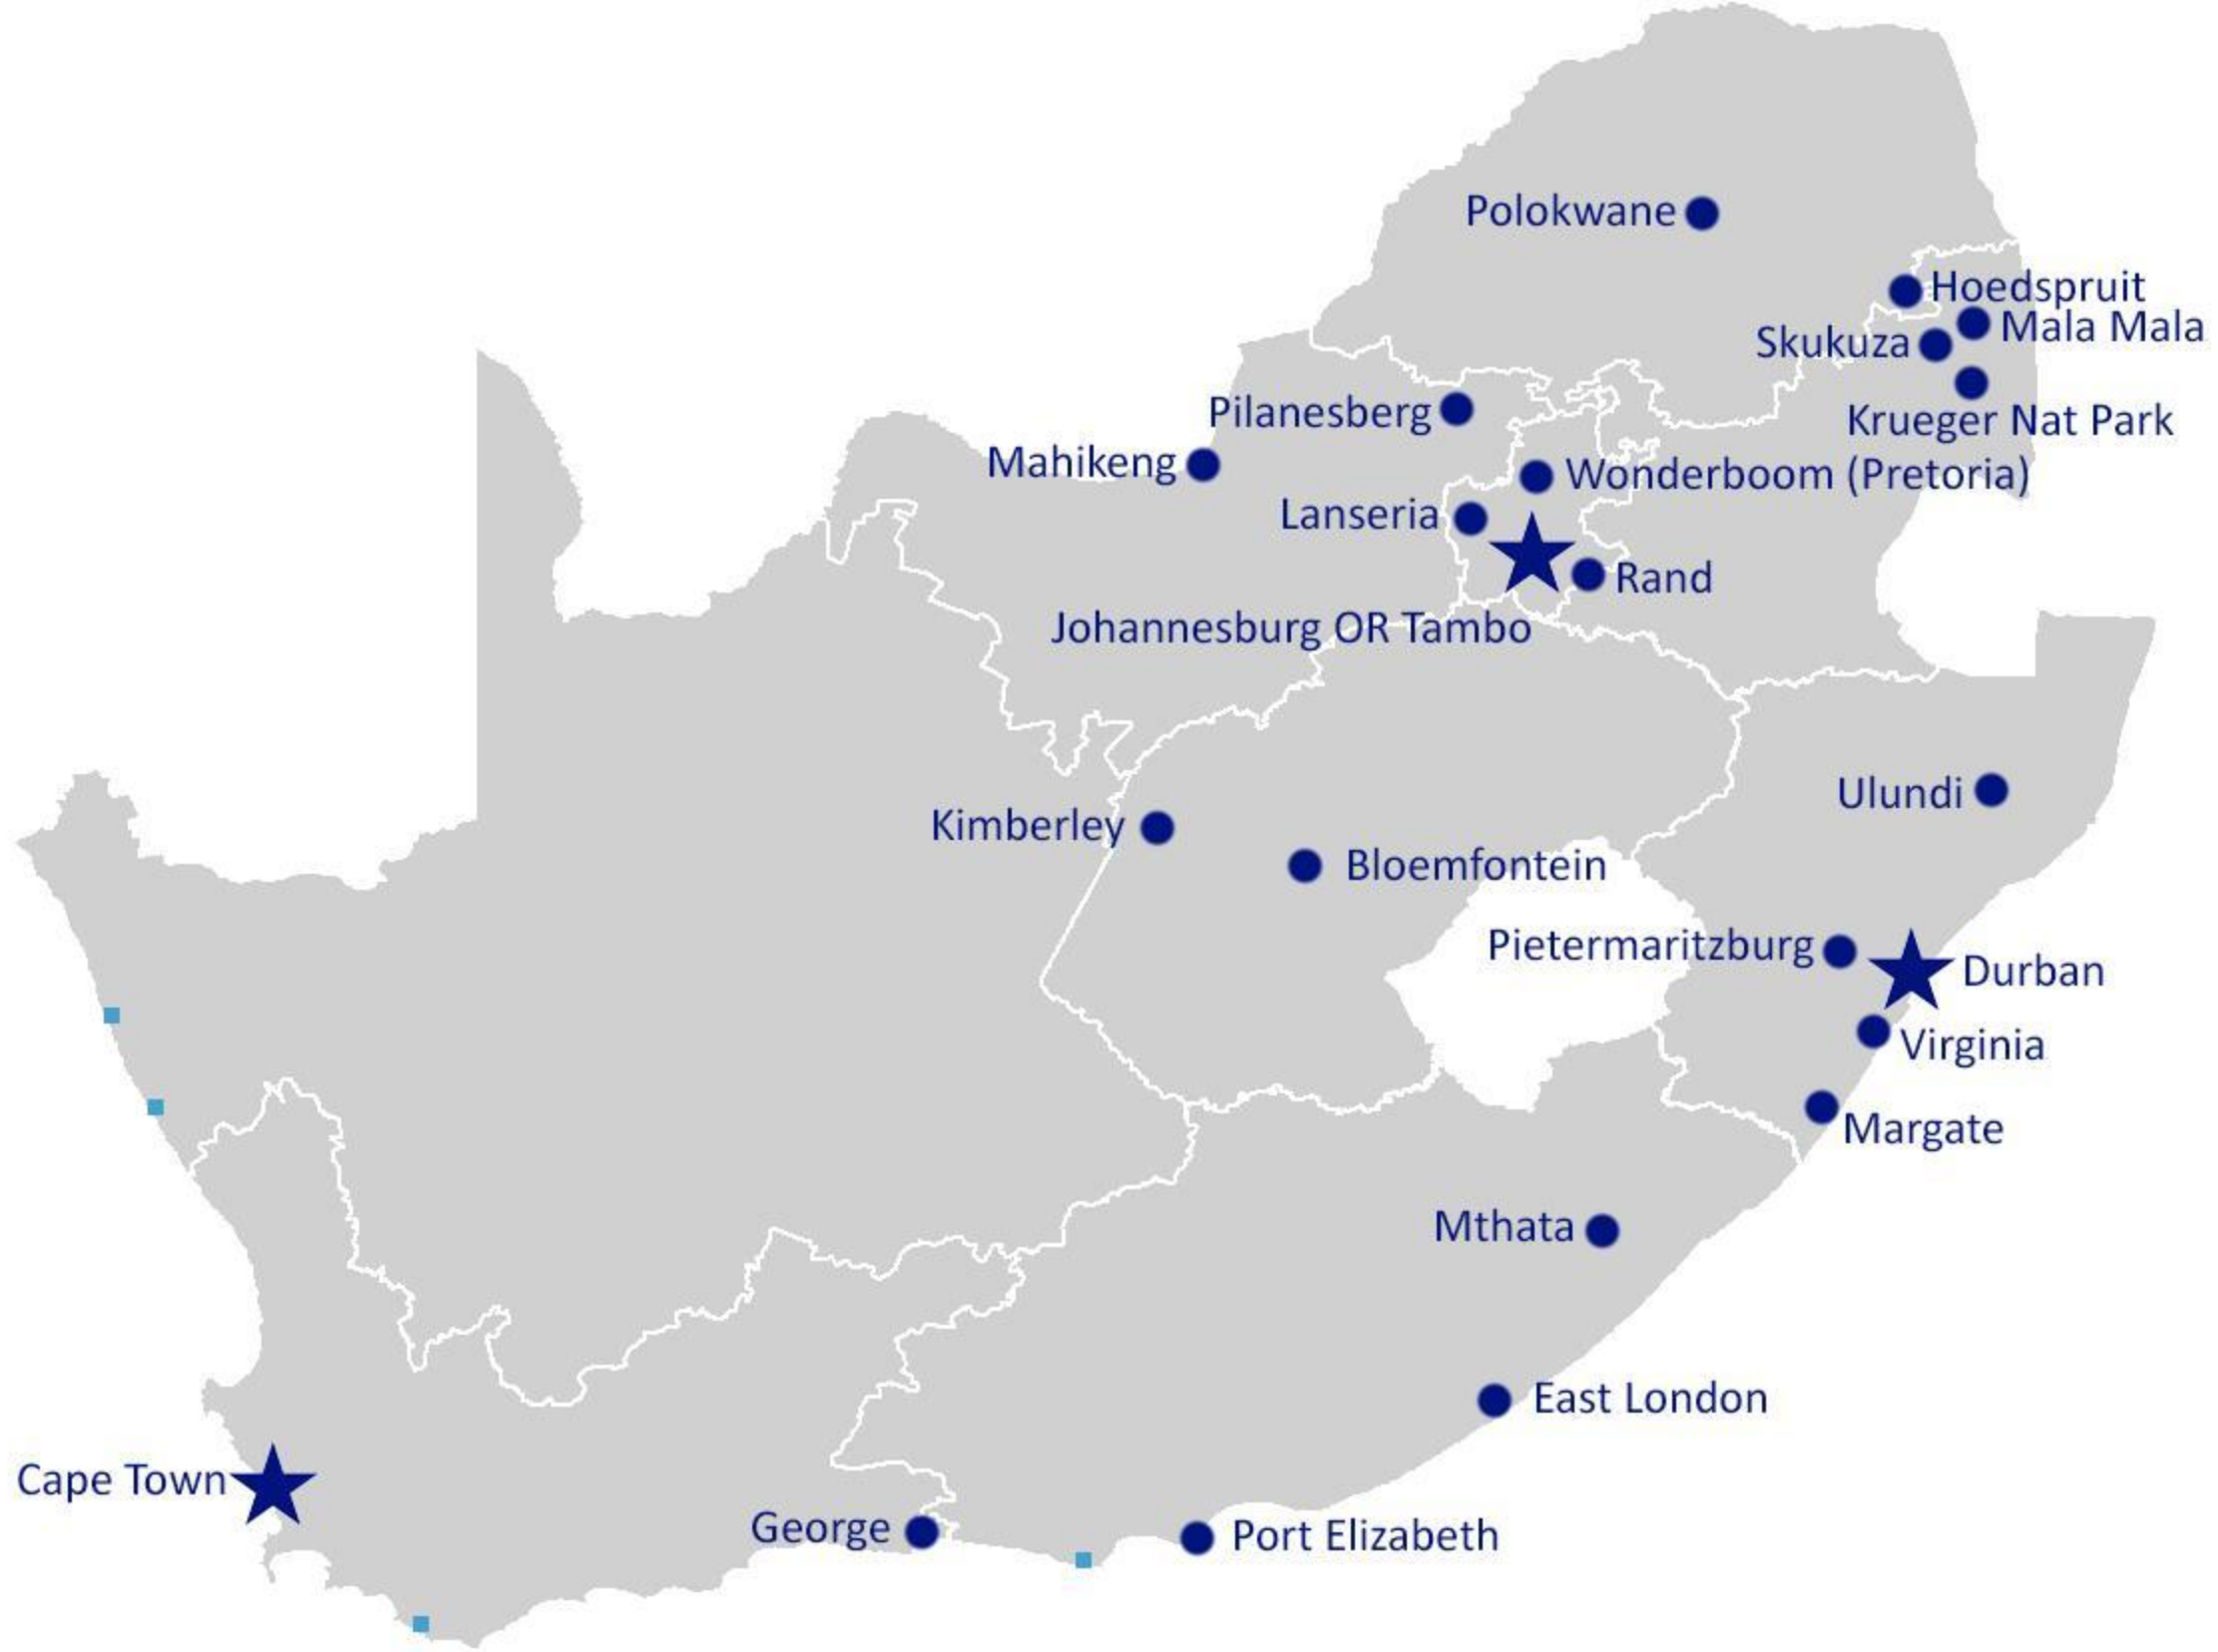 Polokwane
Hoedspruit
Mala Mala
Skukuza
Pilanesberg
Krueger Nat Park
Mahikeng
Wonderboom (Pretoria)
Lanseria
Rand
Johannesburg OR Tambo
Ulundi
Kimberley
Bloemfontein
Pietermaritzburg
Durban
Virginia
Margate
Mthata
East London
Cape Town
George
Port Elizabeth